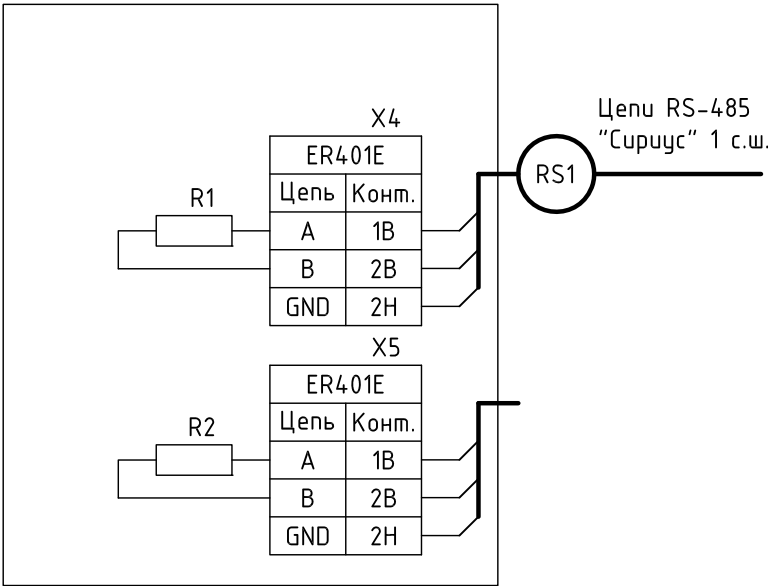 Цепи RS-485
"Сириус" 1 с.ш.
X4
ER401E
Цепь Конт.
R1
A 1B
B 2B
GND 2H
RS1
X5
ER401E
Цепь Конт.
R2
A 1B
B 2B
GND 2H